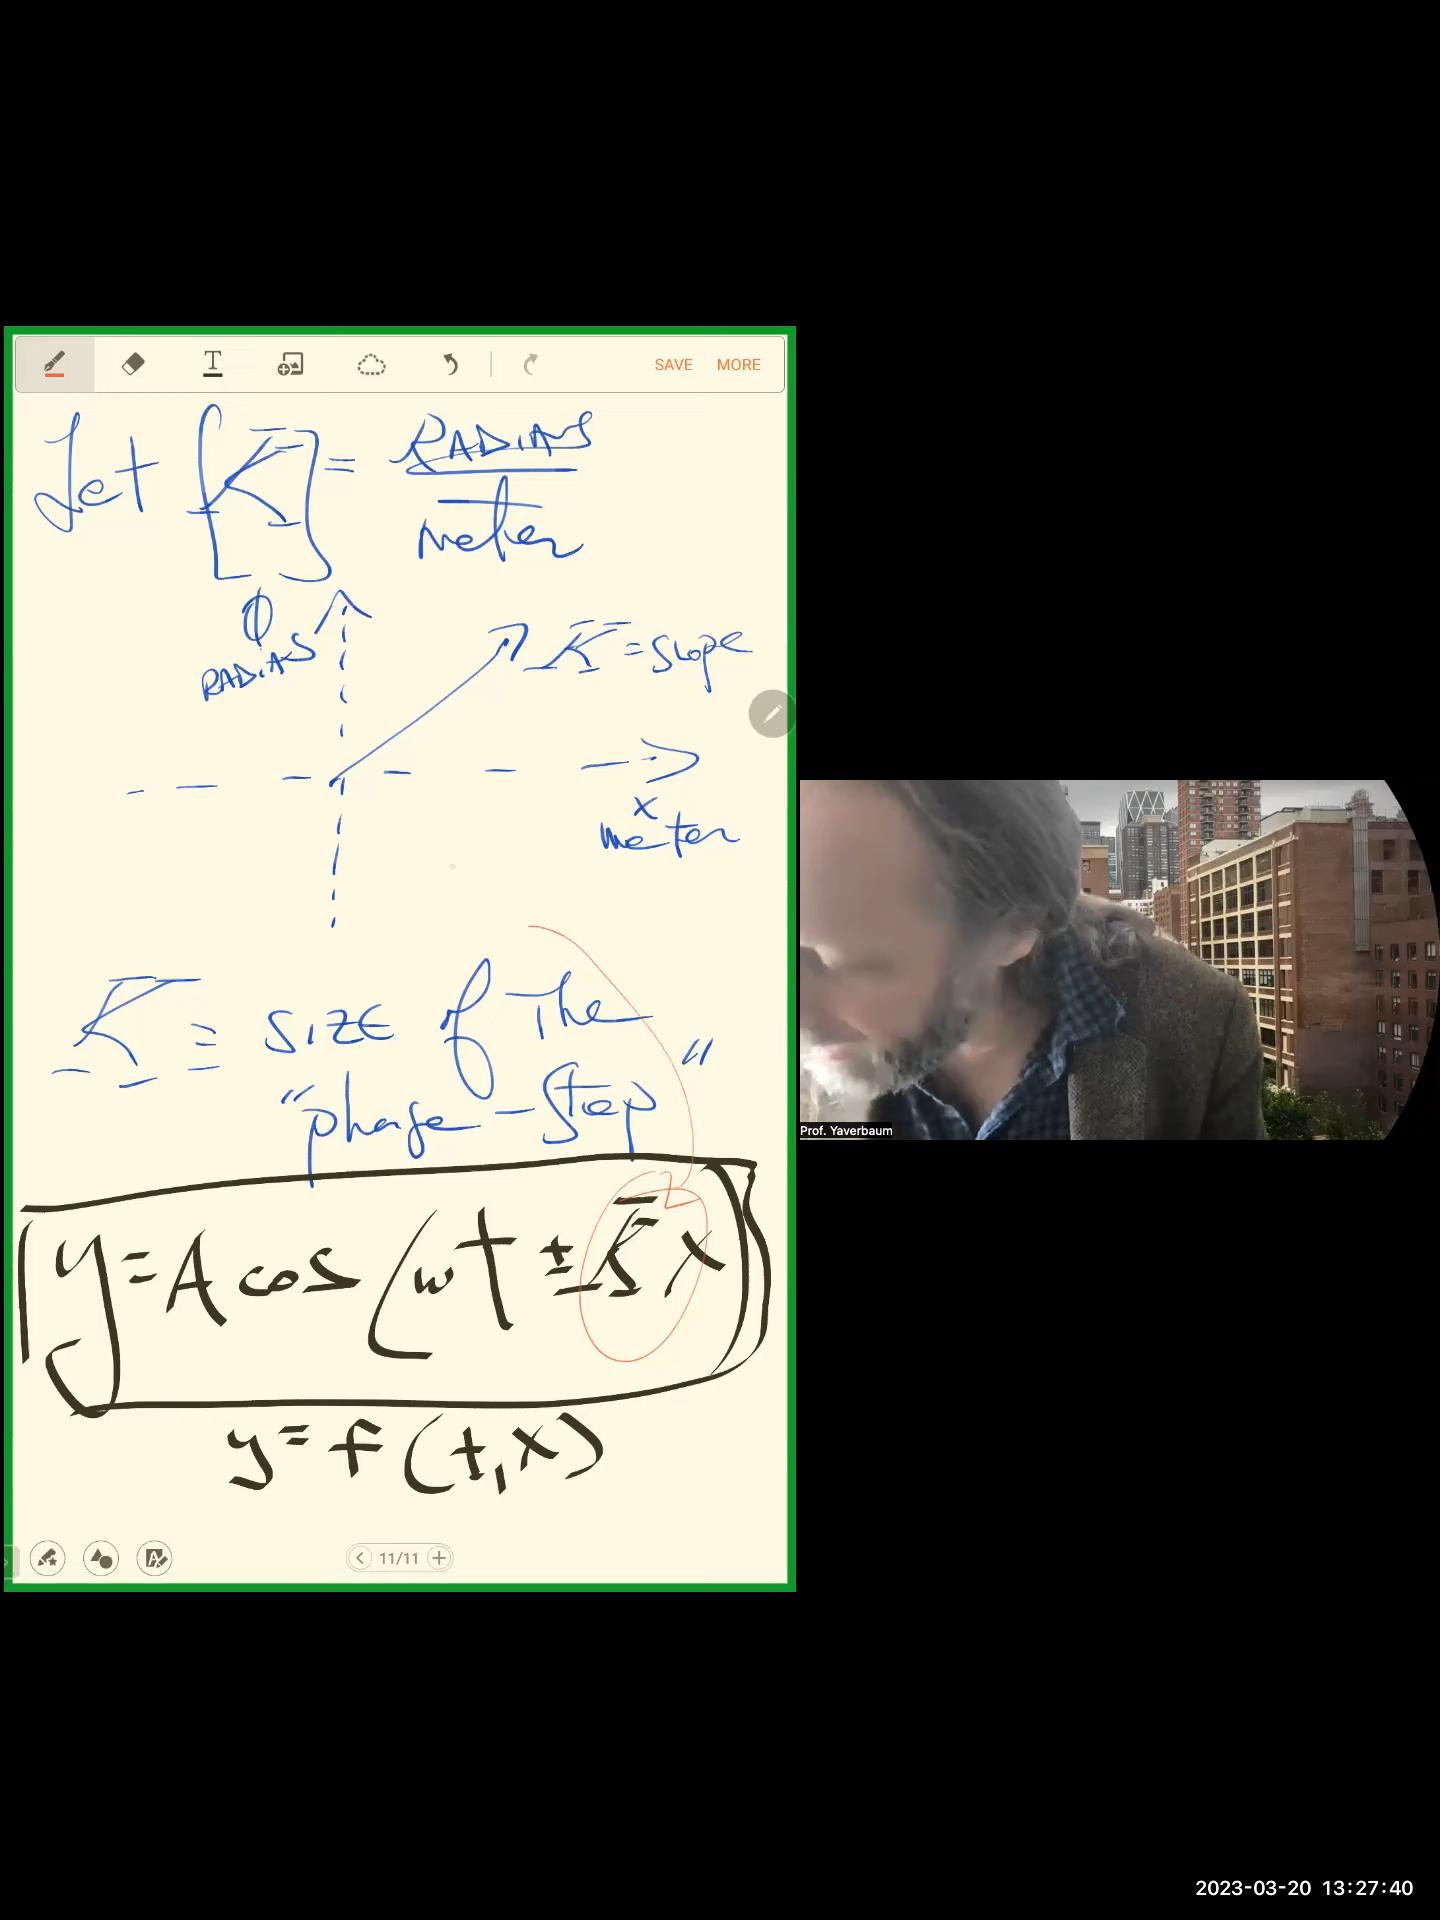 SAVE MORE
Let [K] = RADIANS
meter
ϕ
RADIANS
K = slope
x
meter
K ≡ SIZE of The
"phase-step"
y = A cos (ωt ± Kx)
y = f(t,x)
11/11
Prof. Yaverbaum
2023-03-20 13:27:40